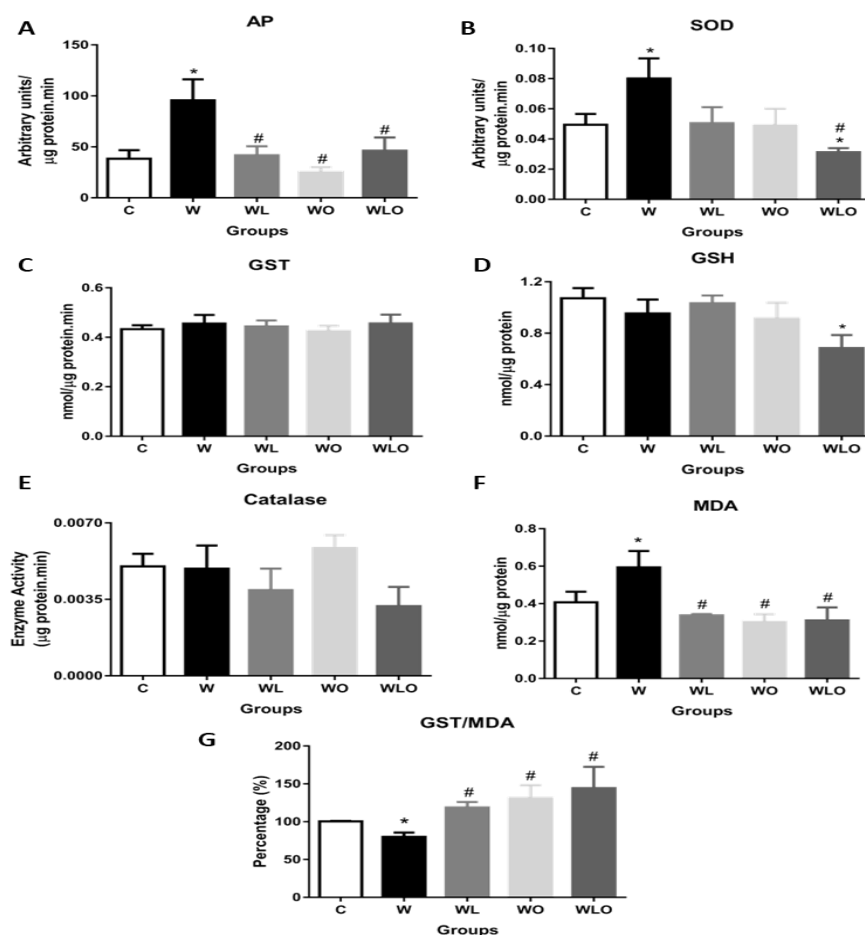 A
AP
Arbitrary units/
µg protein.min
150
100
50
0
*
#
#
#
C W WL WO WLO
Groups
B
SOD
Arbitrary units/
µg protein.min
0.10
0.08
0.06
0.04
0.02
0.00
*
#
*
C W WL WO WLO
Groups
C
GST
nmol/µg protein.min
0.6
0.4
0.2
0.0
C W WL WO WLO
Groups
D
GSH
nmol/µg protein
1.2
0.8
0.4
0.0
*
C W WL WO WLO
Groups
E
Catalase
Enzyme Activity
(µg protein.min)
0.0070
0.0035
0.0000
C W WL WO WLO
Groups
F
MDA
nmol/µg protein
0.8
0.6
0.4
0.2
0.0
*
#
#
#
C W WL WO WLO
Groups
G
GST/MDA
Percentage (%)
200
150
100
50
0
*
#
#
#
C W WL WO WLO
Groups